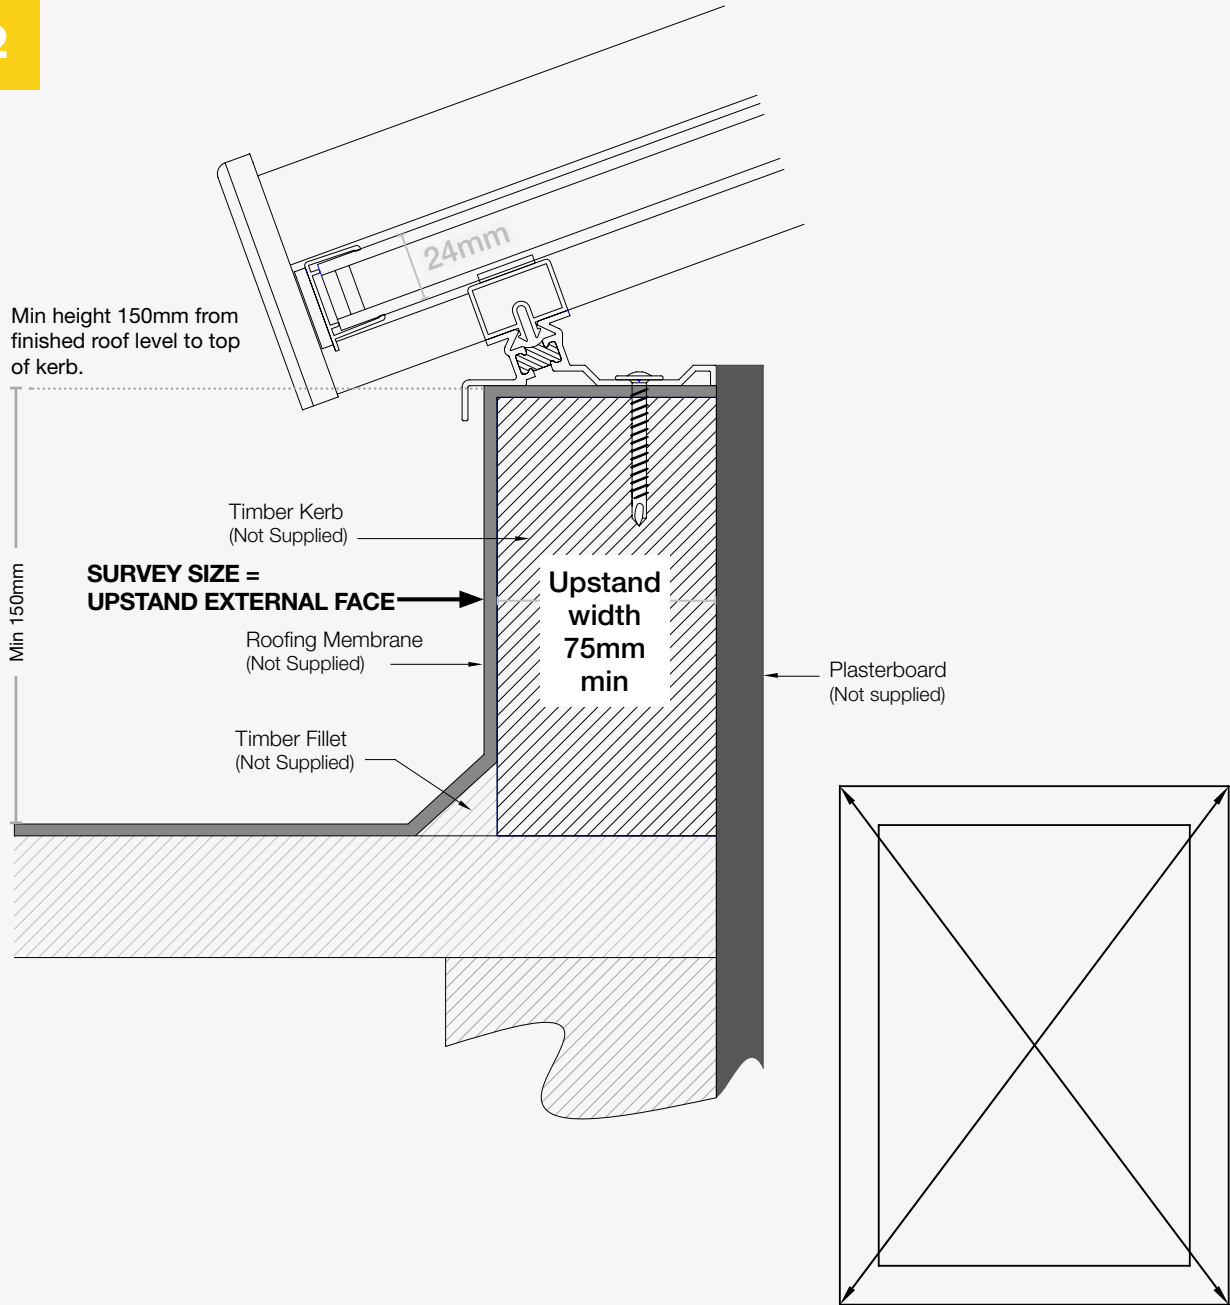 2
24mm
Min height 150mm from
finished roof level to top
of kerb.
Timber Kerb
(Not Supplied)
SURVEY SIZE =
UPSTAND EXTERNAL FACE
Min 150mm
Upstand
width
75mm
min
Roofing Membrane
(Not Supplied)
Plasterboard
(Not supplied)
Timber Fillet
(Not Supplied)